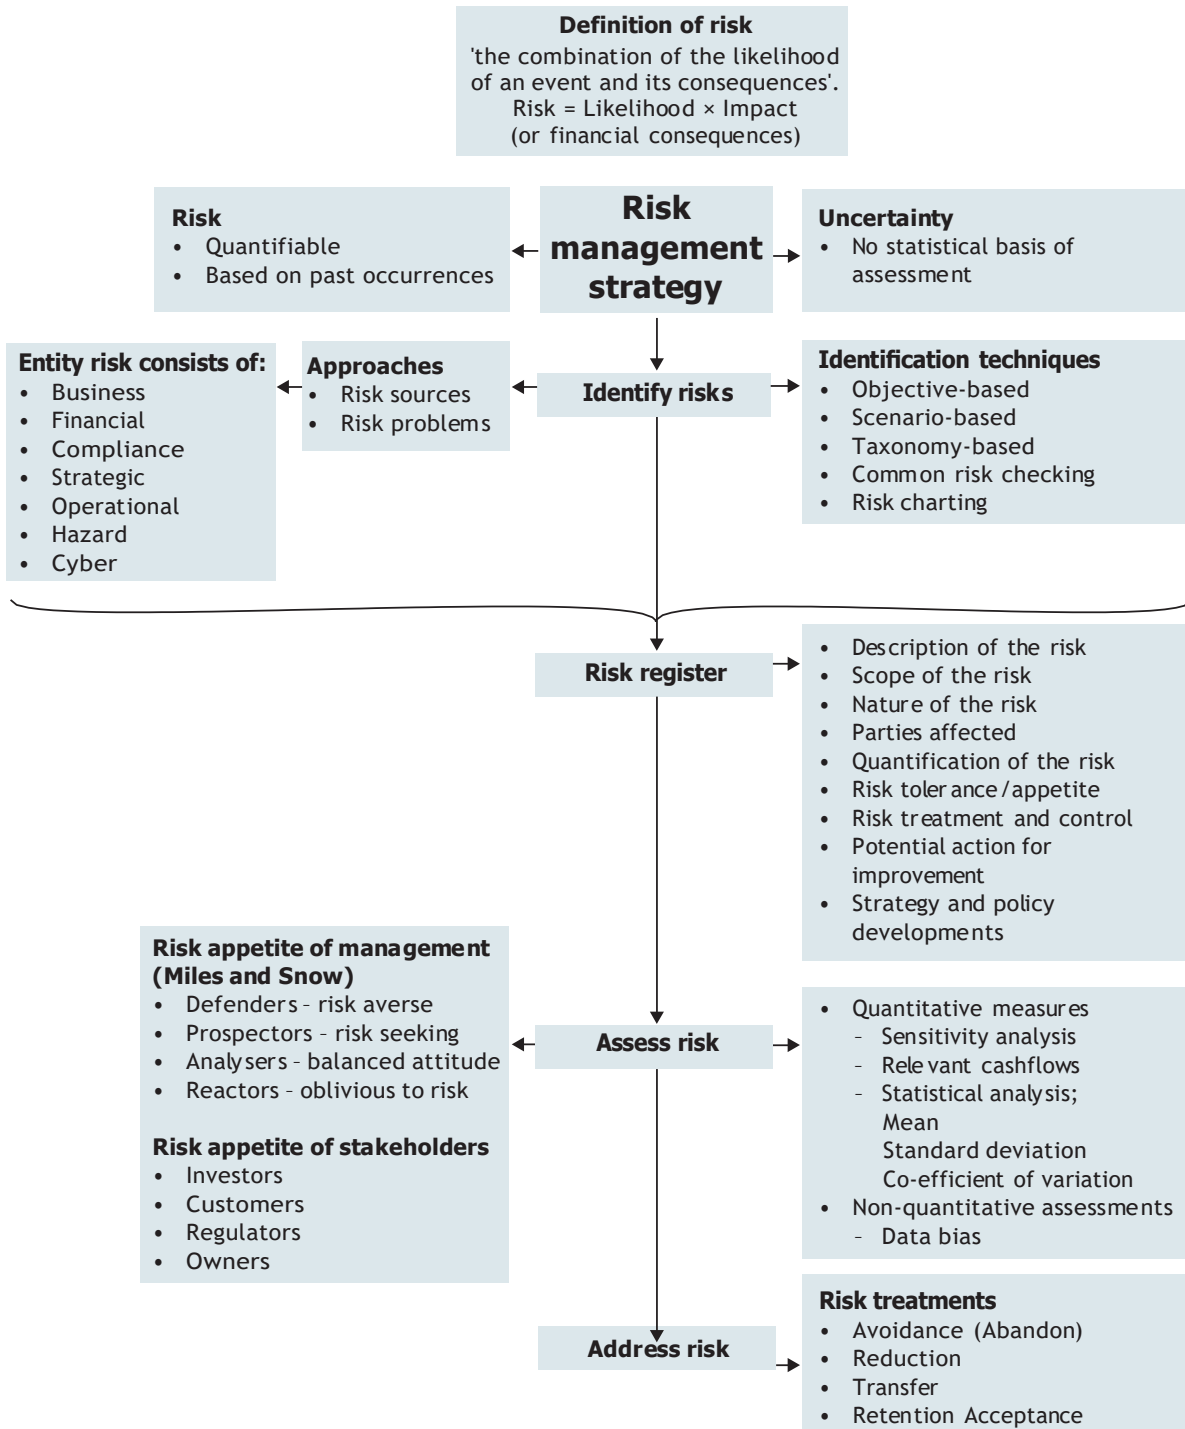 Definition of risk
'the combination of the likelihood
of an event and its consequences'.
Risk = Likelihood × Impact
(or financial consequences)
Risk
• Quantifiable
• Based on past occurrences
Risk
management
strategy
Uncertainty
• No statistical basis of
assessment
Entity risk consists of:
• Business
• Financial
• Compliance
• Strategic
• Operational
• Hazard
• Cyber
Approaches
• Risk sources
• Risk problems
Identify risks
Identification techniques
• Objective-based
• Scenario-based
• Taxonomy-based
• Common risk checking
• Risk charting
Risk register
• Description of the risk
• Scope of the risk
• Nature of the risk
• Parties affected
• Quantification of the risk
• Risk tolerance/appetite
• Risk treatment and control
• Potential action for
improvement
• Strategy and policy
developments
Risk appetite of management
(Miles and Snow)
• Defenders – risk averse
• Prospectors – risk seeking
• Analysers – balanced attitude
• Reactors – oblivious to risk
Risk appetite of stakeholders
• Investors
• Customers
• Regulators
• Owners
Assess risk
• Quantitative measures
– Sensitivity analysis
– Relevant cashflows
– Statistical analysis;
Mean
Standard deviation
Co-efficient of variation
• Non-quantitative assessments
– Data bias
Address risk
Risk treatments
• Avoidance (Abandon)
• Reduction
• Transfer
• Retention Acceptance